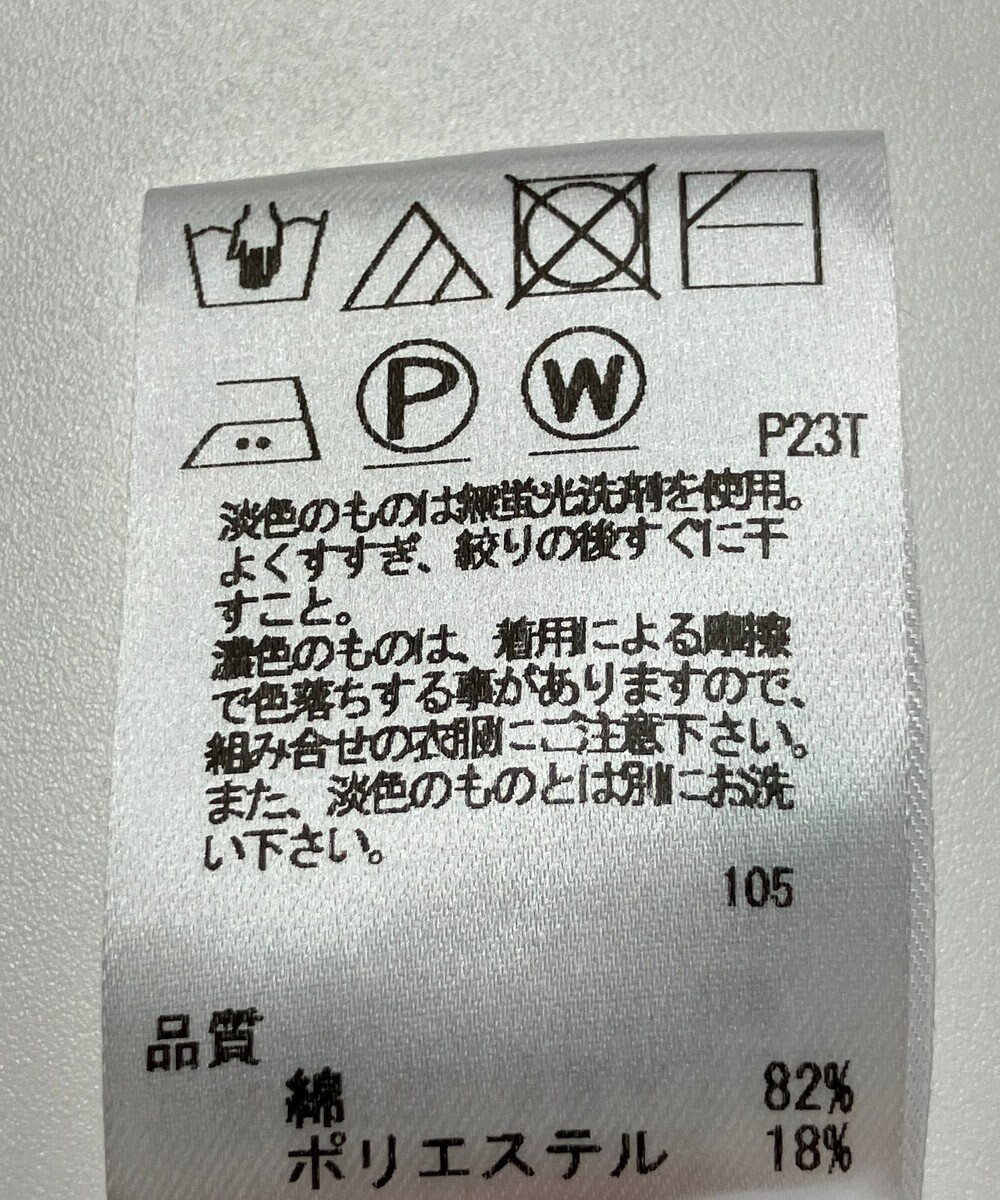 P W
P23T
淡色のものは無蛍光洗剤を使用。
よくすすぎ、絞りの後すぐに干
すこと。
濃色のものは、着用による摩擦
で色落ちする事がありますので、
組み合せの衣服にご注意下さい。
また、淡色のものとは別にお洗
い下さい。
105
品質
綿 82%
ポリエステル 18%